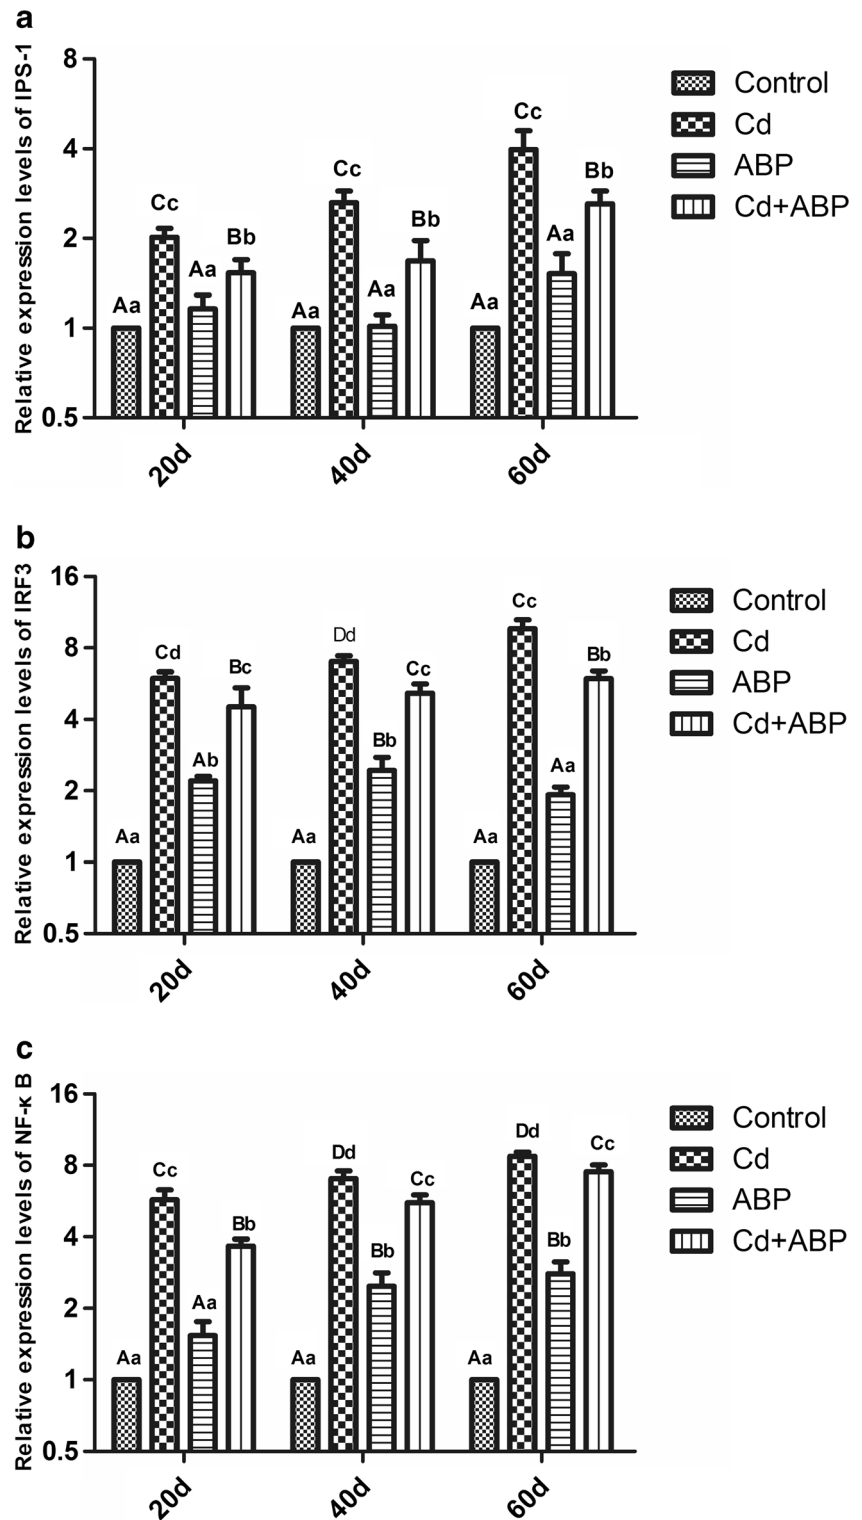 a
Relative expression levels of IPS-1
8
4
2
1
0.5
Aa
Cc
Aa
Bb
Aa
Cc
Aa
Bb
Aa
Cc
Aa
Bb
20d
40d
60d
Control
Cd
ABP
Cd+ABP
b
Relative expression levels of IRF3
16
8
4
2
1
0.5
Aa
Cd
Ab
Bc
Aa
Dd
Bb
Cc
Aa
Cc
Aa
Bb
20d
40d
60d
Control
Cd
ABP
Cd+ABP
c
Relative expression levels of NF-κ B
16
8
4
2
1
0.5
Aa
Cc
Aa
Bb
Aa
Dd
Bb
Cc
Aa
Dd
Bb
Cc
20d
40d
60d
Control
Cd
ABP
Cd+ABP